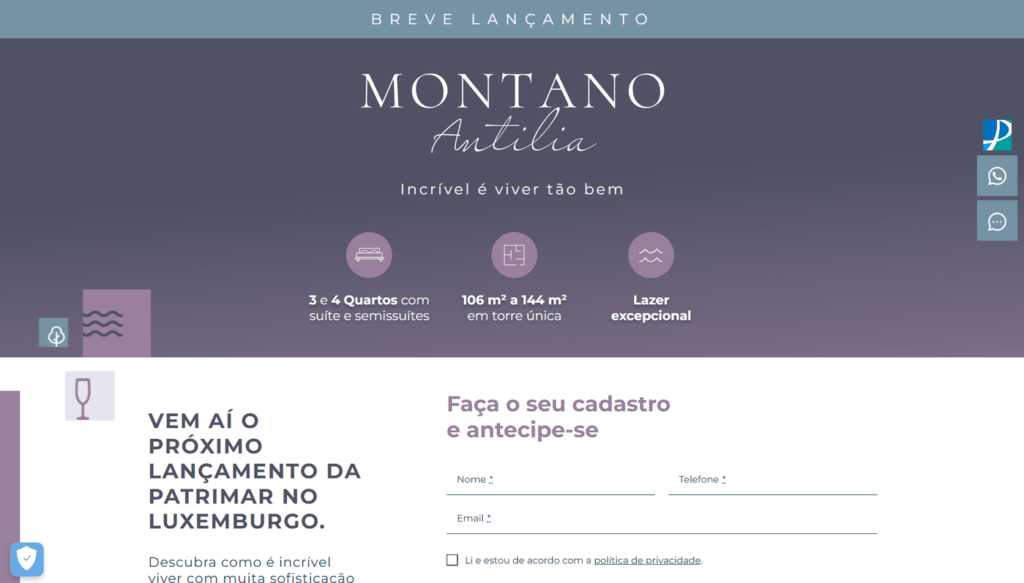 BREVE LANÇAMENTO
MONTANO
Antilia
Incrível é viver tão bem
3 e 4 Quartos com
suíte e semissuítes
106 m² a 144 m²
em torre única
Lazer
excepcional
VEM AÍ O
PRÓXIMO
LANÇAMENTO DA
PATRIMAR NO
LUXEMBURGO.
Descubra como é incrível
viver com muita sofisticação
Faça o seu cadastro
e antecipe-se
Nome *
Telefone *
Email *
Li e estou de acordo com a política de privacidade.